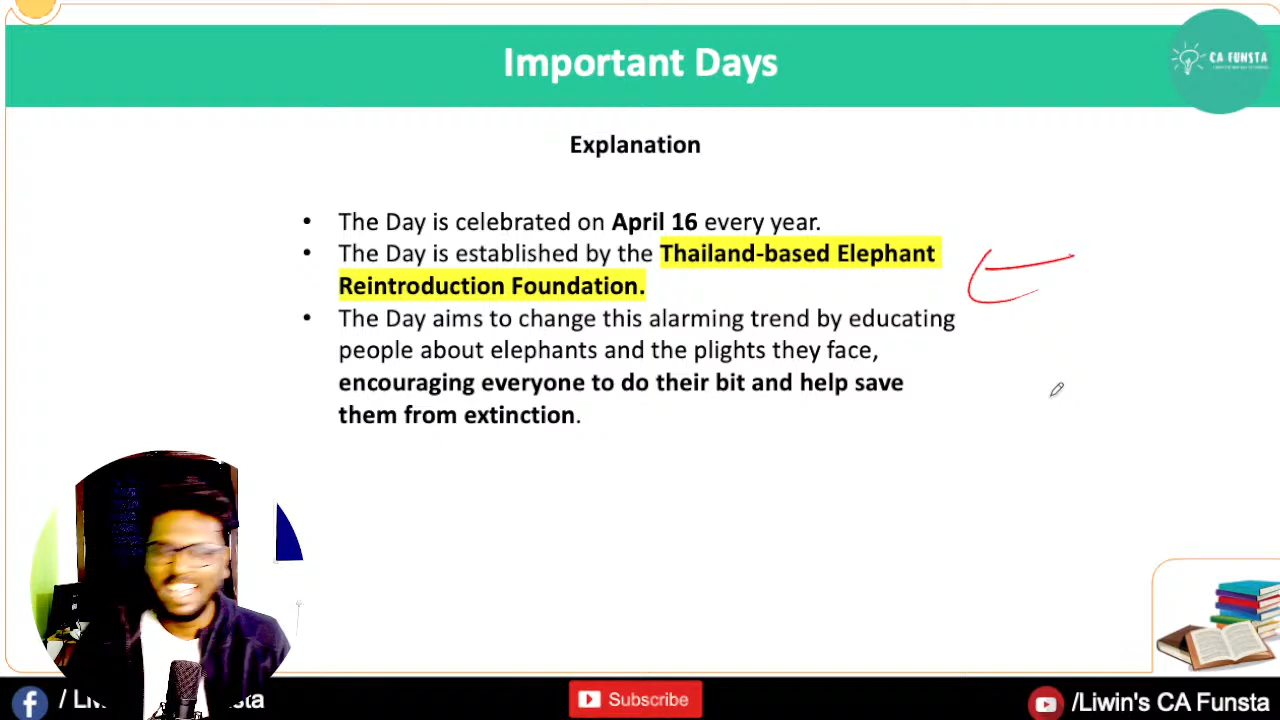 Important Days
CA FUNSTA
Explanation
• The Day is celebrated on April 16 every year.
• The Day is established by the Thailand-based Elephant
Reintroduction Foundation.
• The Day aims to change this alarming trend by educating
people about elephants and the plights they face,
encouraging everyone to do their bit and help save
them from extinction.
Subscribe
/Liwin's CA Funsta